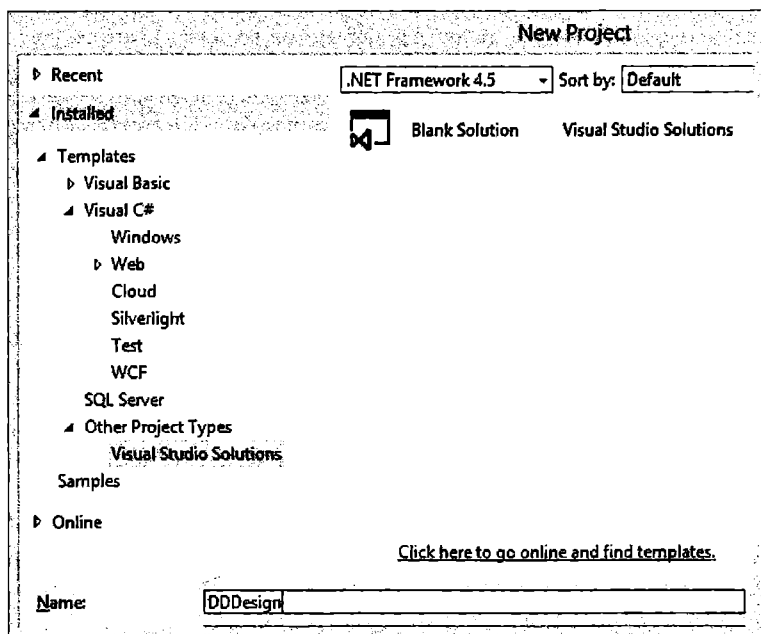 New Project
Recent
.NET Framework 4.5 Sort by: Default
Installed
Blank Solution Visual Studio Solutions
Templates
Visual Basic
Visual C#
Windows
Web
Cloud
Silverlight
Test
WCF
SQL Server
Other Project Types
Visual Studio Solutions
Samples
Online
Click here to go online and find templates.
Name: DDDesign